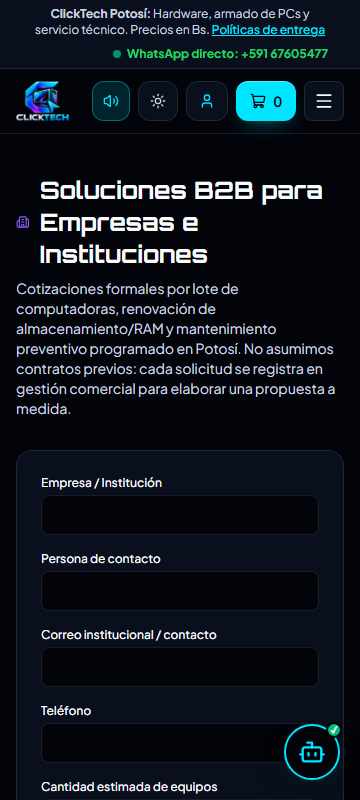 ClickTech Potosí: Hardware, armado de PCs y
servicio técnico. Precios en Bs. Políticas de entrega
WhatsApp directo: +591 67605477
CLICKTECH
0
Soluciones B2B para
Empresas e
Instituciones
Cotizaciones formales por lote de
computadoras, renovación de
almacenamiento/RAM y mantenimiento
preventivo programado en Potosí. No asumimos
contratos previos: cada solicitud se registra en
gestión comercial para elaborar una propuesta a
medida.
Empresa / Institución
Persona de contacto
Correo institucional / contacto
Teléfono
Cantidad estimada de equipos